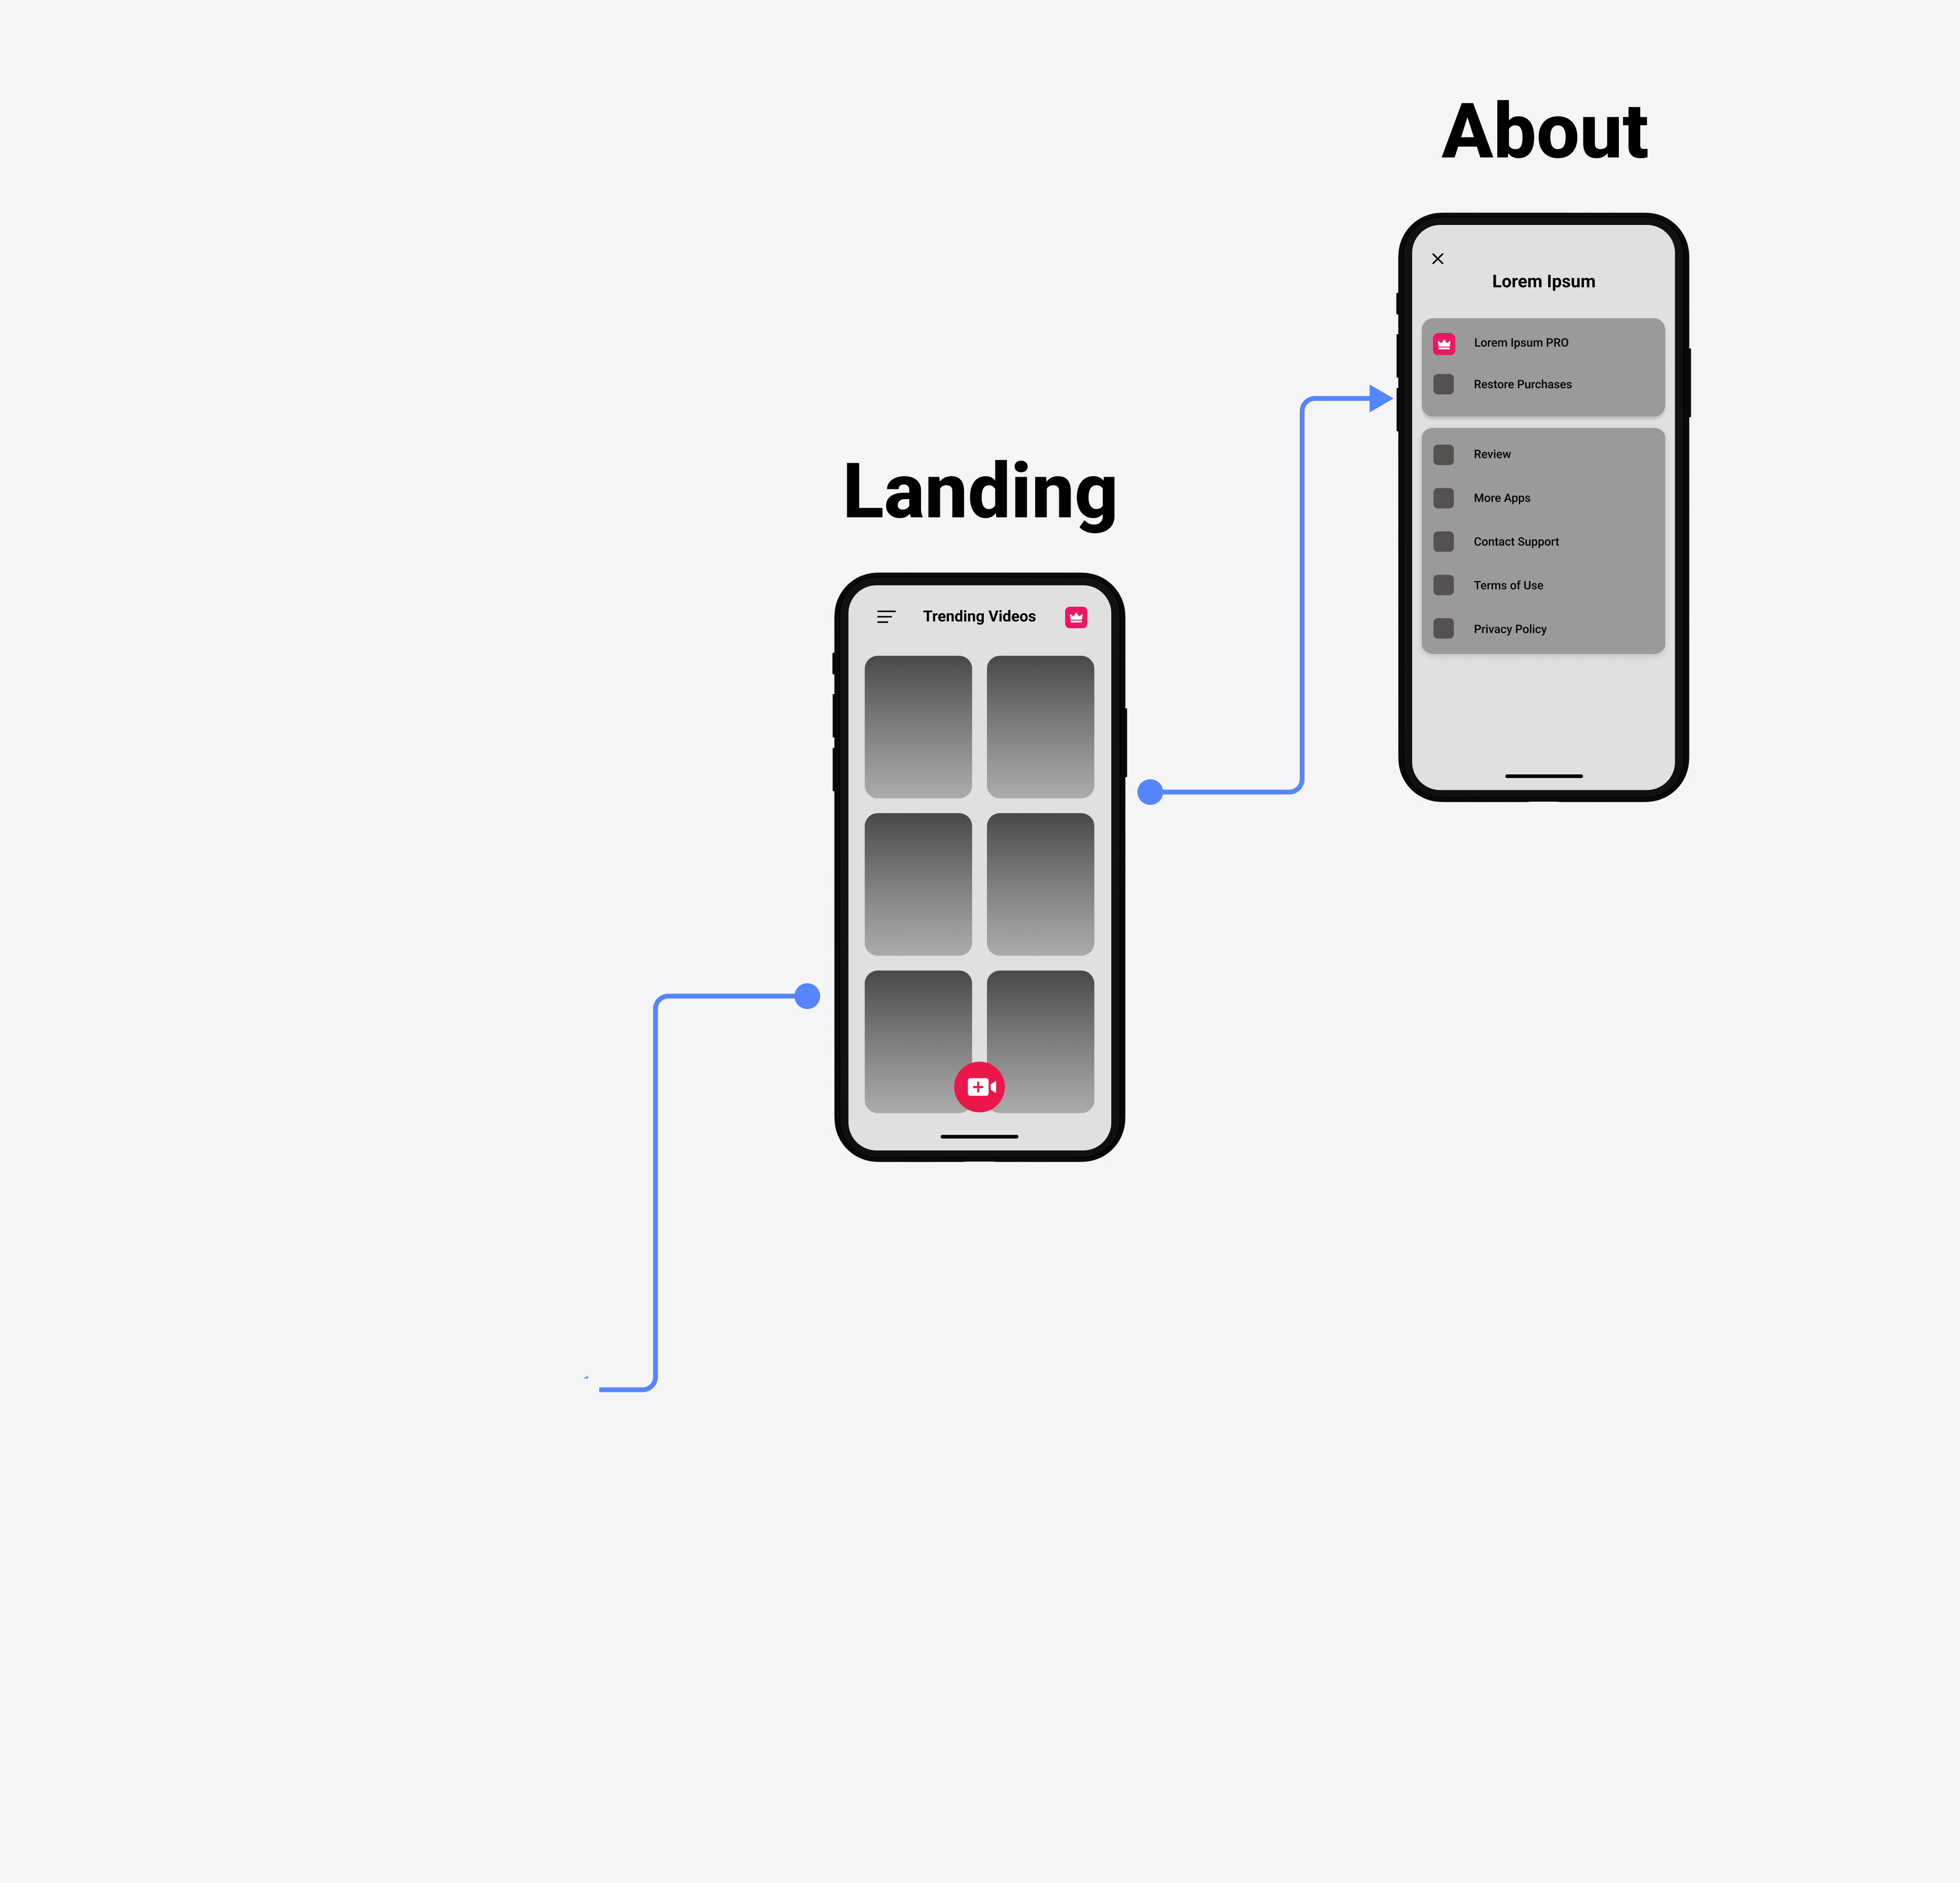 About
Lorem Ipsum
Lorem Ipsum PRO
Restore Purchases
Review
More Apps
Contact Support
Terms of Use
Privacy Policy
Landing
Trending Videos